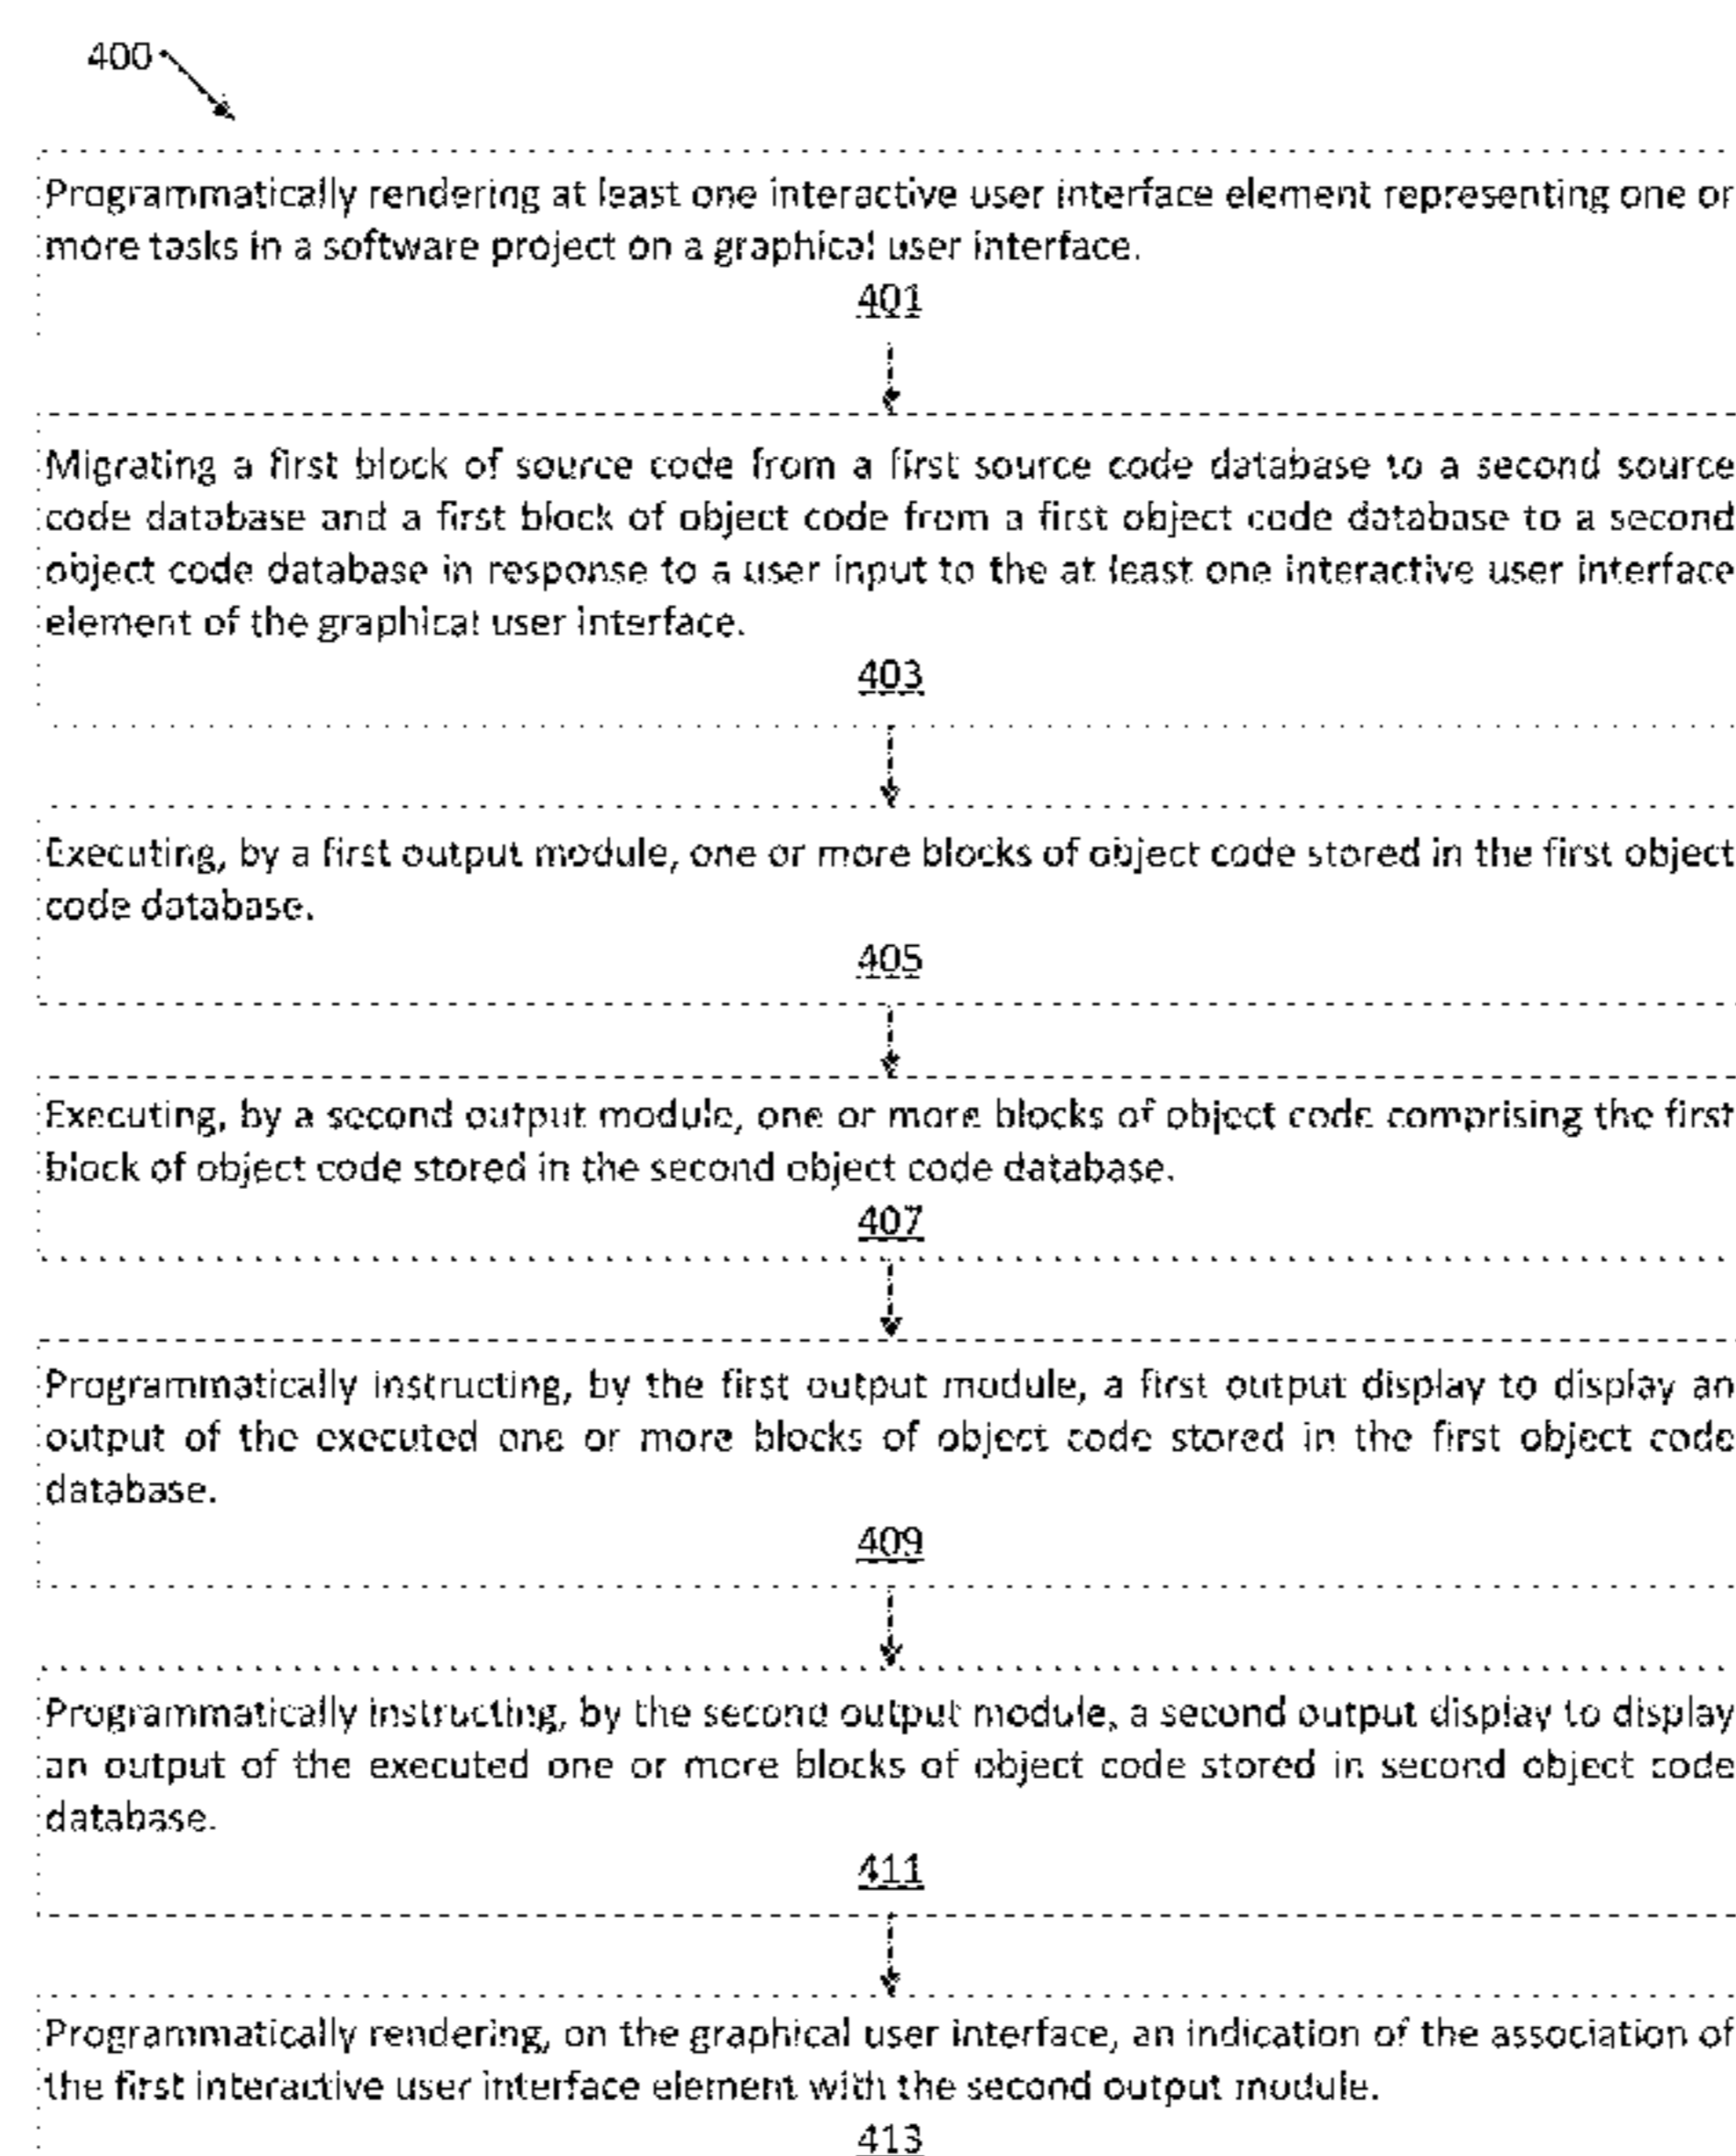 400
Programmatically rendering at least one interactive user interface element representing one or
more tasks in a software project on a graphical user interface.
401
Migrating a first block of source code from a first source code database to a second source
code database and a first block of object code from a first object code database to a second
object code database in response to a user input to the at least one interactive user interface
element of the graphical user interface.
403
Executing, by a first output module, one or more blocks of object code stored in the first object
code database.
405
Executing, by a second output module, one or more blocks of object code comprising the first
block of object code stored in the second object code database.
407
Programmatically instructing, by the first output module, a first output display to display an
output of the executed one or more blocks of object code stored in the first object code
database.
409
Programmatically instructing, by the second output module, a second output display to display
an output of the executed one or more blocks of object code stored in second object code
database.
411
Programmatically rendering, on the graphical user interface, an indication of the association of
the first interactive user interface element with the second output module.
413